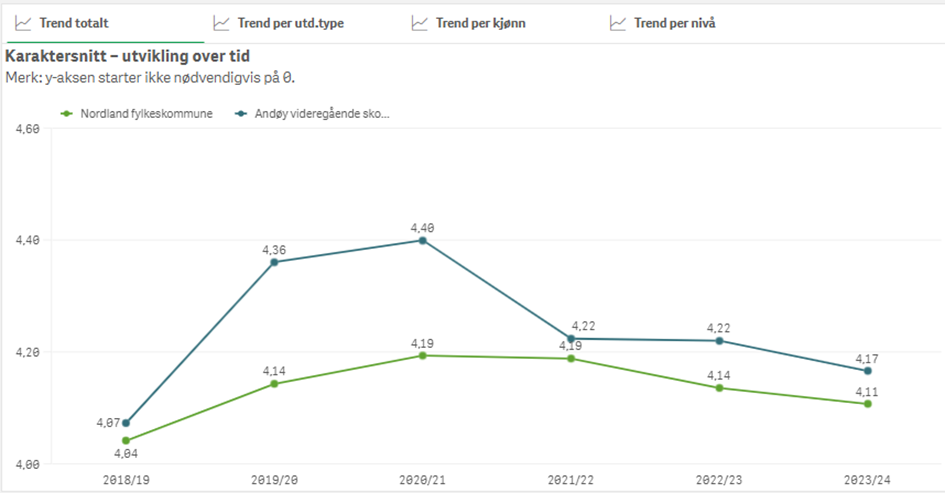 Trend totalt Trend per utd.type Trend per kjønn Trend per nivå
Karaktersnitt – utvikling over tid
Merk: y-aksen starter ikke nødvendigvis på 0.
Nordland fylkeskommune Andøy videregående sko...
4,60
4,40
4,20
4,00
4,07 4,36 4,40 4,22 4,22 4,17
4,04 4,14 4,19 4,19 4,14 4,11
2018/19 2019/20 2020/21 2021/22 2022/23 2023/24